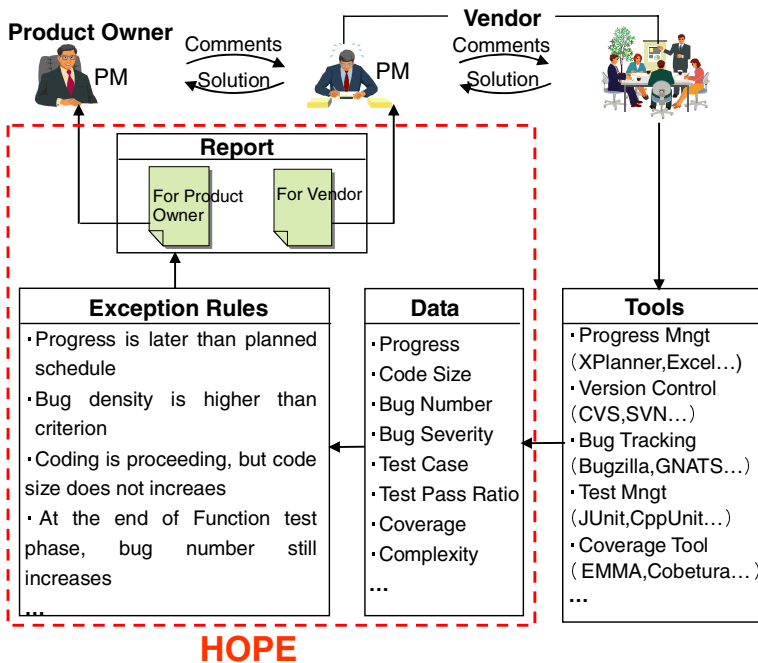 Vendor
Product Owner
PM
Comments
Solution
PM
Comments
Solution
Report
For Product
Owner
For Vendor
Exception Rules
・Progress is later than planned
schedule
・Bug density is higher than
criterion
・Coding is proceeding, but code
size does not increaes
・At the end of Function test
phase, bug number still
increases
…
Data
・Progress
・Code Size
・Bug Number
・Bug Severity
・Test Case
・Test Pass Ratio
・Coverage
・Complexity
…
Tools
・Progress Mngt
(XPlanner,Excel…)
・Version Control
(CVS,SVN…)
・Bug Tracking
(Bugzilla,GNATS…)
・Test Mngt
(JUnit,CppUnit…)
・Coverage Tool
( EMMA,Cobetura…)
…
HOPE